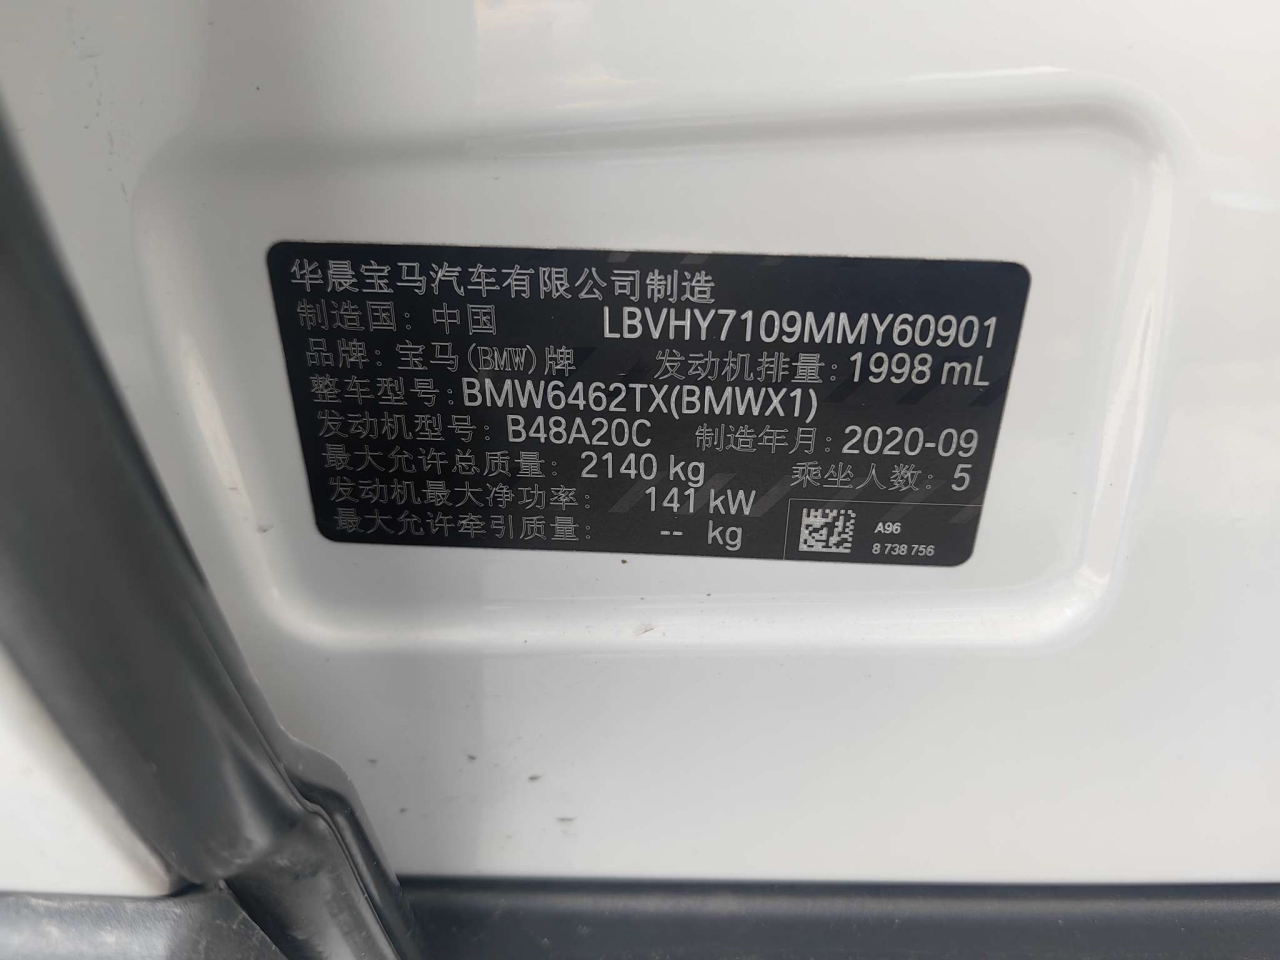 华晨宝马汽车有限公司制造
制造国: 中国 LBVHY7109MMY60901
品牌: 宝马(BMW)牌 发动机排量: 1998 mL
整车型号: BMW6462TX(BMWX1)
发动机型号: B48A20C 制造年月: 2020-09
最大允许总质量: 2140 kg 乘坐人数: 5
发动机最大净功率: 141 kW
最大允许牵引质量: -- kg
A96
8 738 756